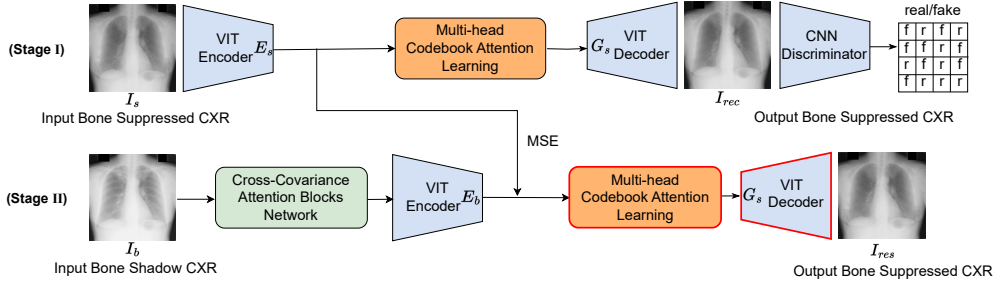 real/fake
(Stage I)
VIT
Encoder E_s
Multi-head
Codebook Attention
Learning
G_s VIT
Decoder
CNN
Discriminator
f r f r
f f r r
r f r f
f r r r
I_s
I_rec
Input Bone Suppressed CXR
Output Bone Suppressed CXR
MSE
(Stage II)
Cross-Covariance
Attention Blocks
Network
VIT
Encoder E_b
Multi-head
Codebook Attention
Learning
G_s VIT
Decoder
I_b
I_res
Input Bone Shadow CXR
Output Bone Suppressed CXR